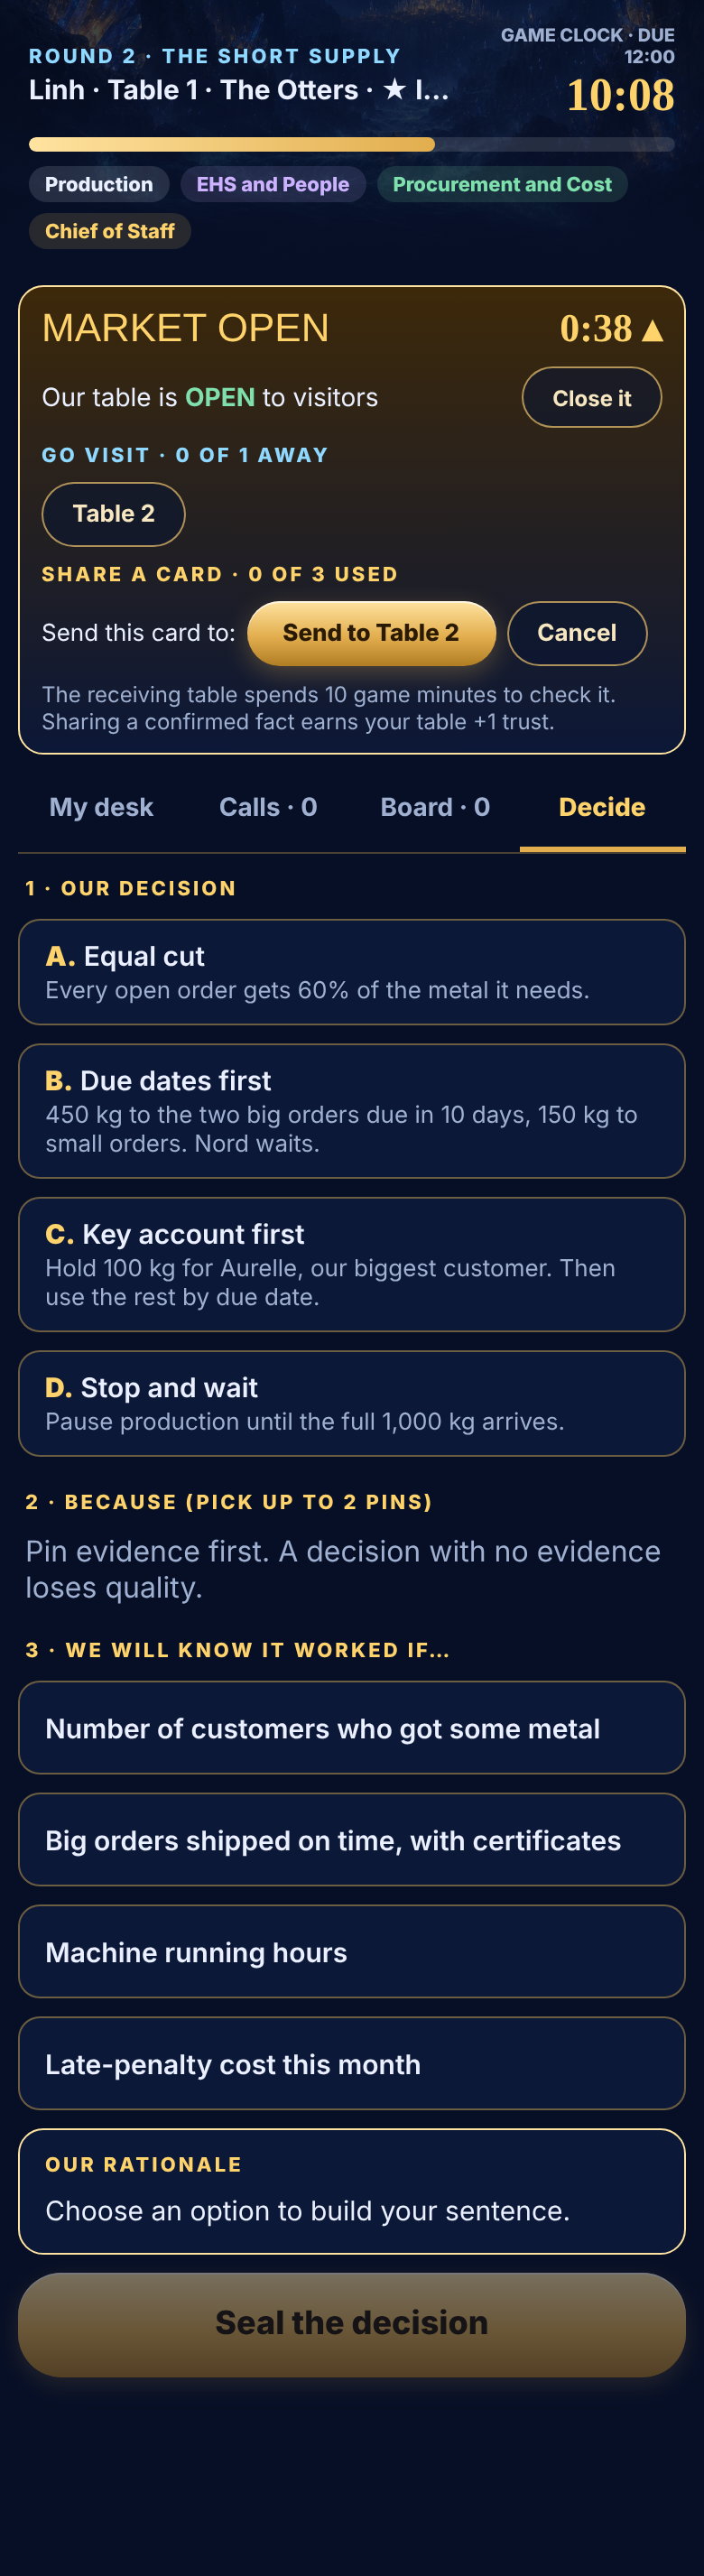 GAME CLOCK · DUE
12:00
ROUND 2 · THE SHORT SUPPLY
Linh · Table 1 · The Otters · ★ I...
10:08
Production
EHS and People
Procurement and Cost
Chief of Staff
MARKET OPEN
0:38 ▲
Our table is OPEN to visitors
Close it
GO VISIT · 0 OF 1 AWAY
Table 2
SHARE A CARD · 0 OF 3 USED
Send this card to:
Send to Table 2
Cancel
The receiving table spends 10 game minutes to check it.
Sharing a confirmed fact earns your table +1 trust.
My desk
Calls · 0
Board · 0
Decide
1 · OUR DECISION
A. Equal cut
Every open order gets 60% of the metal it needs.
B. Due dates first
450 kg to the two big orders due in 10 days, 150 kg to
small orders. Nord waits.
C. Key account first
Hold 100 kg for Aurelle, our biggest customer. Then
use the rest by due date.
D. Stop and wait
Pause production until the full 1,000 kg arrives.
2 · BECAUSE (PICK UP TO 2 PINS)
Pin evidence first. A decision with no evidence
loses quality.
3 · WE WILL KNOW IT WORKED IF...
Number of customers who got some metal
Big orders shipped on time, with certificates
Machine running hours
Late-penalty cost this month
OUR RATIONALE
Choose an option to build your sentence.
Seal the decision